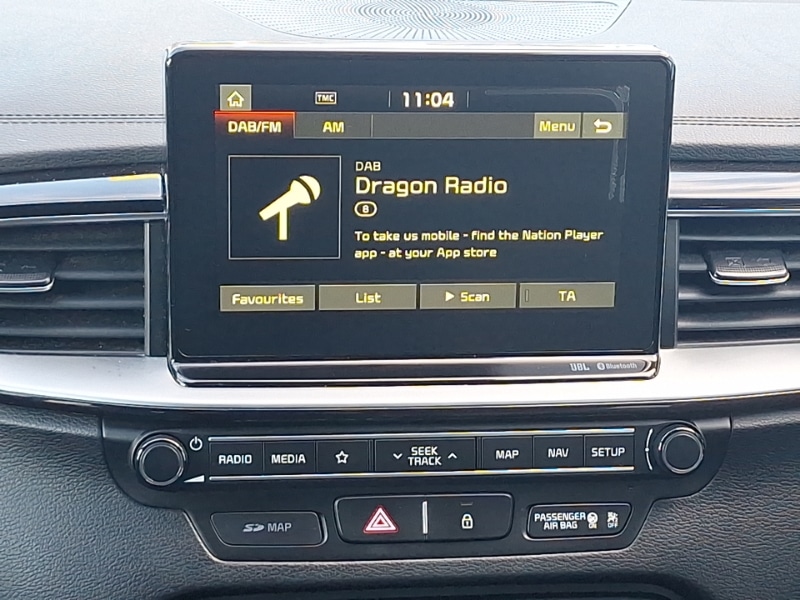 TMC
11:04
DAB/FM AM Menu
DAB
Dragon Radio
8
To take us mobile - find the Nation Player
app - at your App store
Favourites List Scan TA
JBL Bluetooth
RADIO MEDIA SEEK TRACK MAP NAV SETUP
SD MAP
PASSENGER
AIR BAG ON OFF